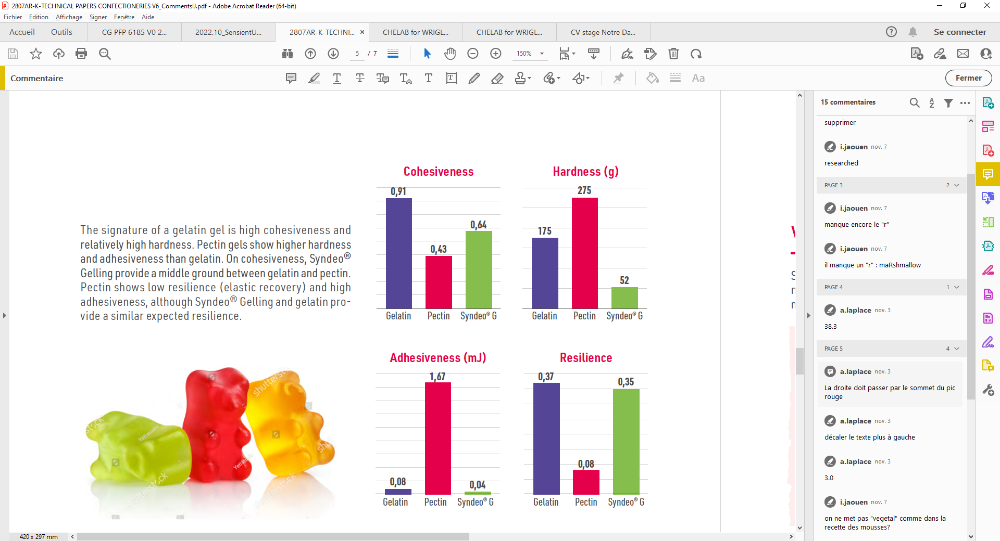 2807AR-K-TECHNICAL PAPERS CONFECTIONERIES V6_CommentsIJ.pdf - Adobe Acrobat Reader (64-bit)
Fichier Edition Affichage Signer Fenêtre Aide
Accueil Outils CG PFP 6185 V0 2... 2022.10_SensientU... 2807AR-K-TECHNI... × CHELAB for WRIGL... CHELAB for WRIGL... CV stage Notre Da... Se connecter
5 / 7 150%
Commentaire Aa Fermer
15 commentaires
supprimer
i.jaouen nov. 7
researched
PAGE 3 2
i.jaouen nov. 7
manque encore le "r"
i.jaouen nov. 7
il manque un "r" : maRshmallow
PAGE 4 1
a.laplace nov. 3
38.3
PAGE 5 4
a.laplace nov. 3
La droite doit passer par le sommet du pic
rouge
a.laplace nov. 3
décaler le texte plus à gauche
a.laplace nov. 3
3.0
i.jaouen nov. 7
on ne met pas "vegetal" comme dans la
recette des mousses?
The signature of a gelatin gel is high cohesiveness and
relatively high hardness. Pectin gels show higher hardness
and adhesiveness than gelatin. On cohesiveness, Syndeo®
Gelling provide a middle ground between gelatin and pectin.
Pectin shows low resilience (elastic recovery) and high
adhesiveness, although Syndeo® Gelling and gelatin pro-
vide a similar expected resilience.
Cohesiveness
0,91
0,43
0,64
Gelatin Pectin Syndeo® G
Hardness (g)
175
275
52
Gelatin Pectin Syndeo® G
Adhesiveness (mJ)
0,08
1,67
0,04
Gelatin Pectin Syndeo® G
Resilience
0,37
0,08
0,35
Gelatin Pectin Syndeo® G
shutterstock
Yeti studio
shutterstock
420 x 297 mm